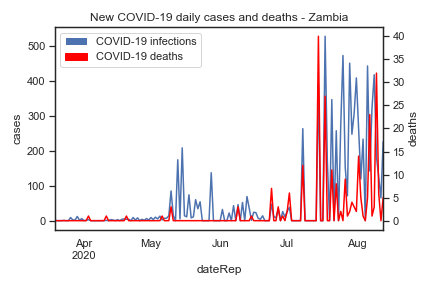 New COVID-19 daily cases and deaths - Zambia
COVID-19 infections
COVID-19 deaths
500
400
300
200
100
0
cases
40
35
30
25
20
15
10
5
0
deaths
Apr
2020
May
Jun
Jul
Aug
dateRep